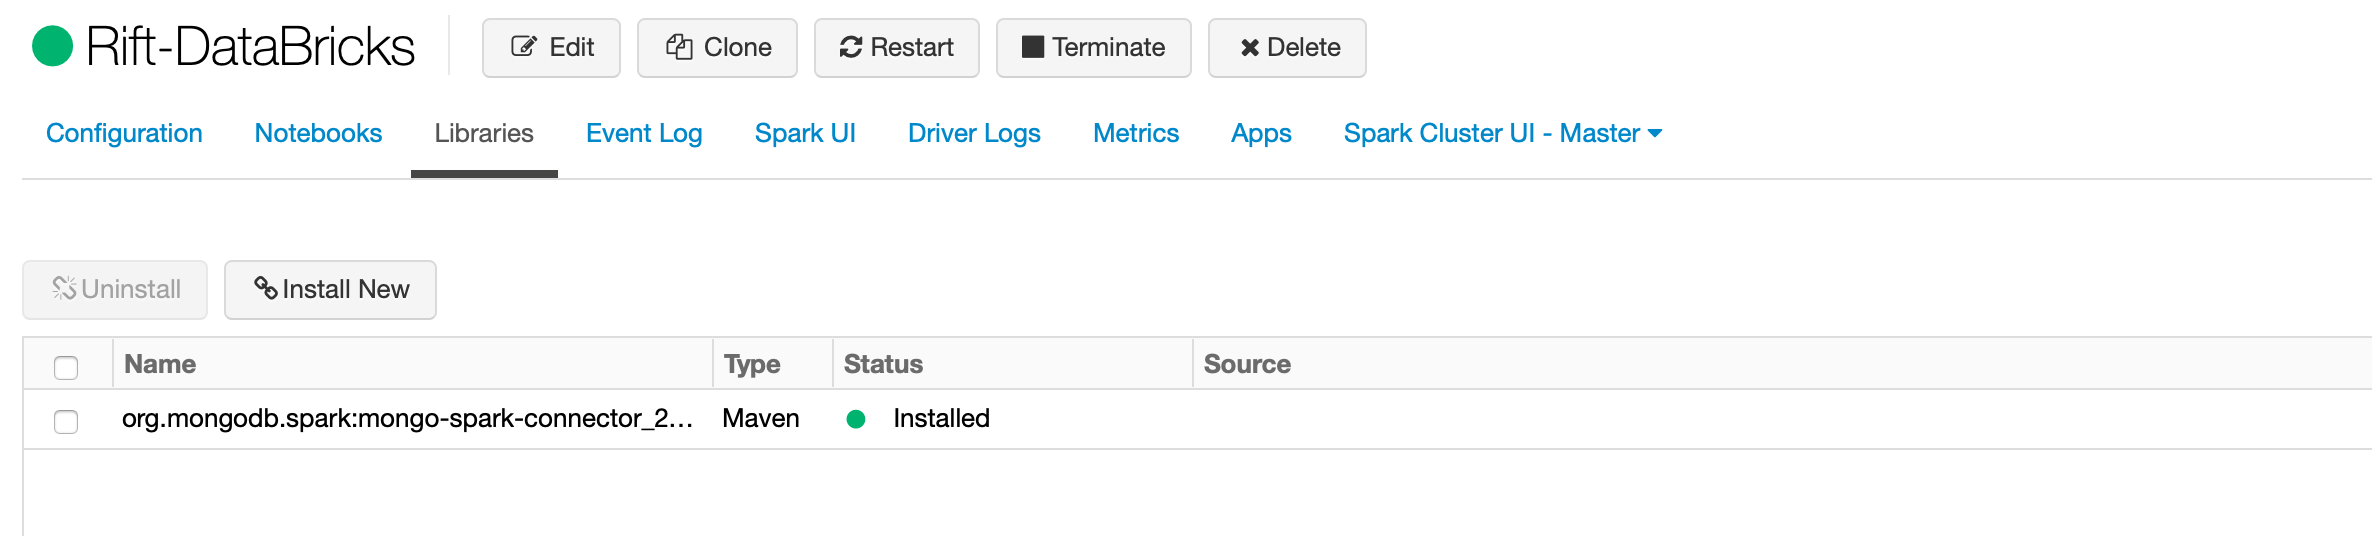 Rift-DataBricks Edit Clone Restart Terminate Delete
Configuration Notebooks Libraries Event Log Spark UI Driver Logs Metrics Apps Spark Cluster UI - Master
Uninstall Install New
Name Type Status Source
org.mongodb.spark:mongo-spark-connector_2... Maven Installed